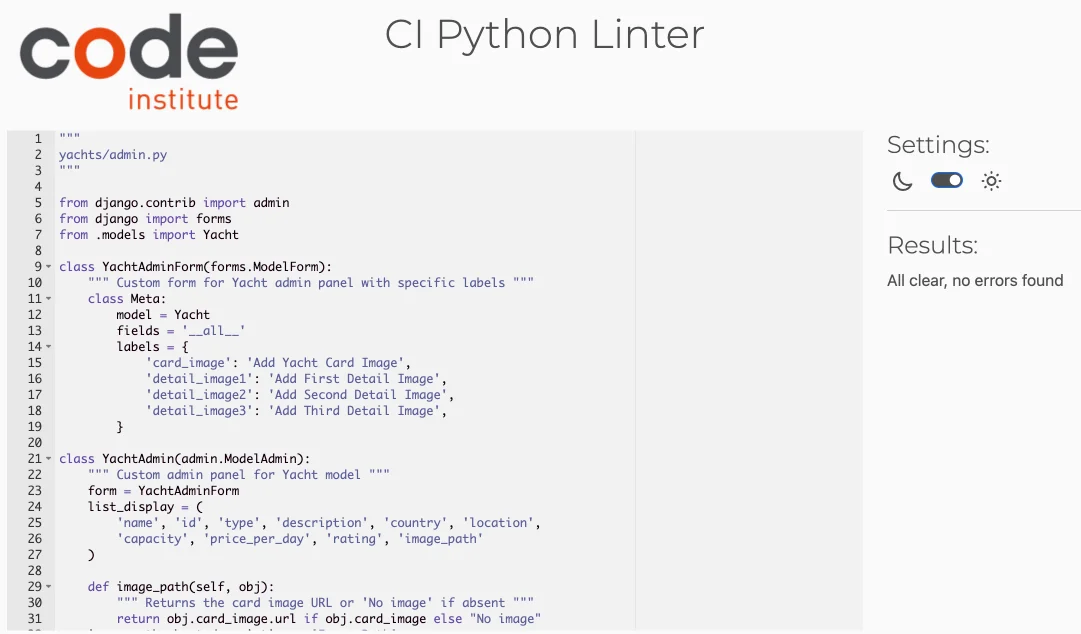 code
institute
CI Python Linter
1 """
2 yachts/admin.py
3 """
4
5 from django.contrib import admin
6 from django import forms
7 from .models import Yacht
8
9 class YachtAdminForm(forms.ModelForm):
10     """ Custom form for Yacht admin panel with specific labels """
11     class Meta:
12         model = Yacht
13         fields = '__all__'
14         labels = {
15             'card_image': 'Add Yacht Card Image',
16             'detail_image1': 'Add First Detail Image',
17             'detail_image2': 'Add Second Detail Image',
18             'detail_image3': 'Add Third Detail Image',
19         }
20
21 class YachtAdmin(admin.ModelAdmin):
22     """ Custom admin panel for Yacht model """
23     form = YachtAdminForm
24     list_display = (
25         'name', 'id', 'type', 'description', 'country', 'location',
26         'capacity', 'price_per_day', 'rating', 'image_path'
27     )
28
29     def image_path(self, obj):
30         """ Returns the card image URL or 'No image' if absent """
31         return obj.card_image.url if obj.card_image else "No image"
Settings:
Results:
All clear, no errors found